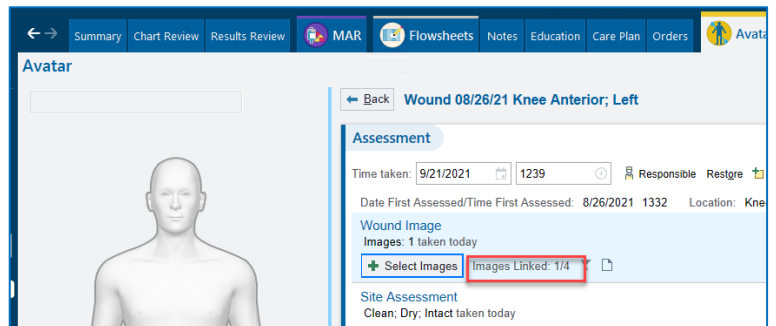 Summary Chart Review Results Review MAR Flowsheets Notes Education Care Plan Orders
Avatar
Back Wound 08/26/21 Knee Anterior; Left
Assessment
Time taken: 9/21/2021 1239 Responsible Restore
Date First Assessed/Time First Assessed: 8/26/2021 1332 Location:
Wound Image
Images: 1 taken today
Select Images Images Linked: 1/4
Site Assessment
Clean; Dry; Intact taken today